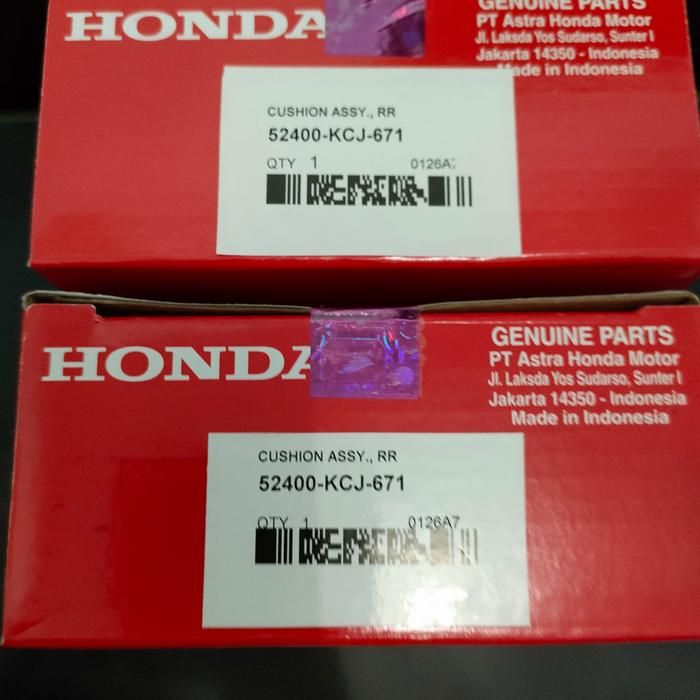 HONDA
GENUINE PARTS
PT Astra Honda Motor
Jl. Laksda Yos Sudarso, Sunter I
Jakarta 14350 - Indonesia
Made in Indonesia
CUSHION ASSY., RR
52400-KCJ-671
QTY 1 0126A7
HONDA
GENUINE PARTS
PT Astra Honda Motor
Jl. Laksda Yos Sudarso, Sunter I
Jakarta 14350 - Indonesia
Made in Indonesia
CUSHION ASSY., RR
52400-KCJ-671
QTY 1 0126A7